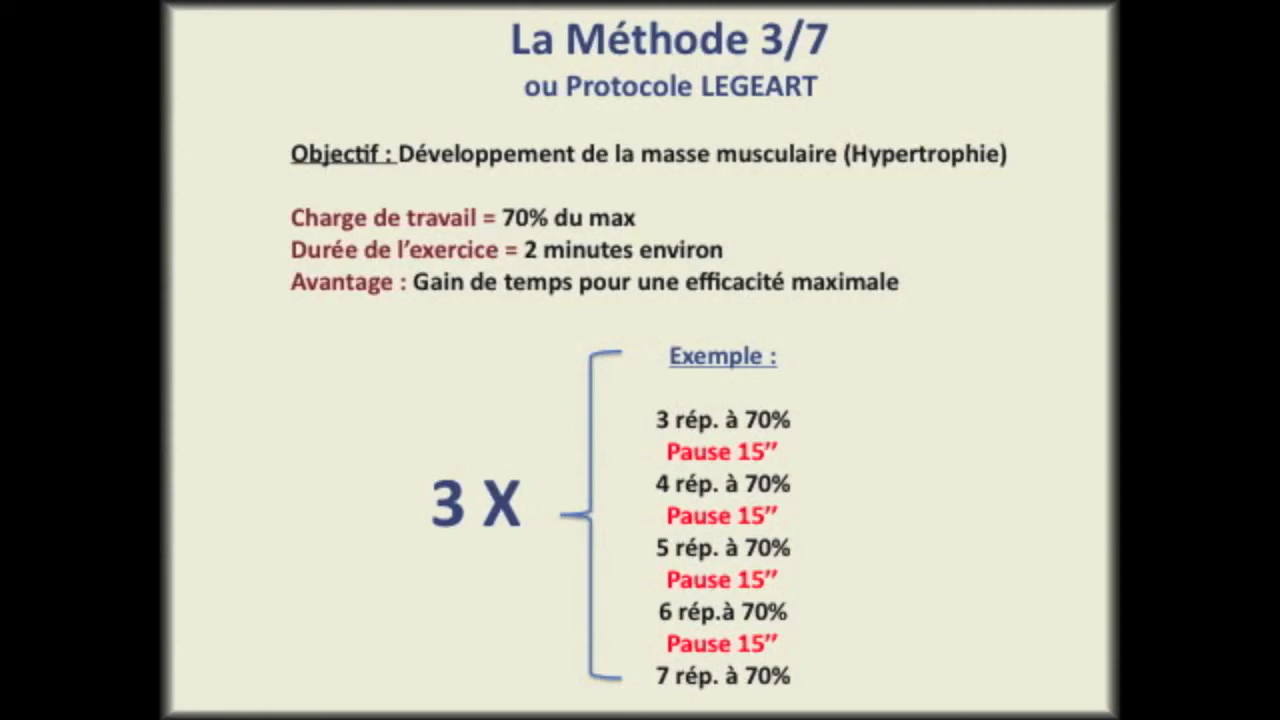 La Méthode 3/7
ou Protocole LEGEART
Objectif : Développement de la masse musculaire (Hypertrophie)
Charge de travail = 70% du max
Durée de l’exercice = 2 minutes environ
Avantage : Gain de temps pour une efficacité maximale
Exemple :
3 rép. à 70%
Pause 15’’
4 rép. à 70%
Pause 15’’
3 X
5 rép. à 70%
Pause 15’’
6 rép.à 70%
Pause 15’’
7 rép. à 70%